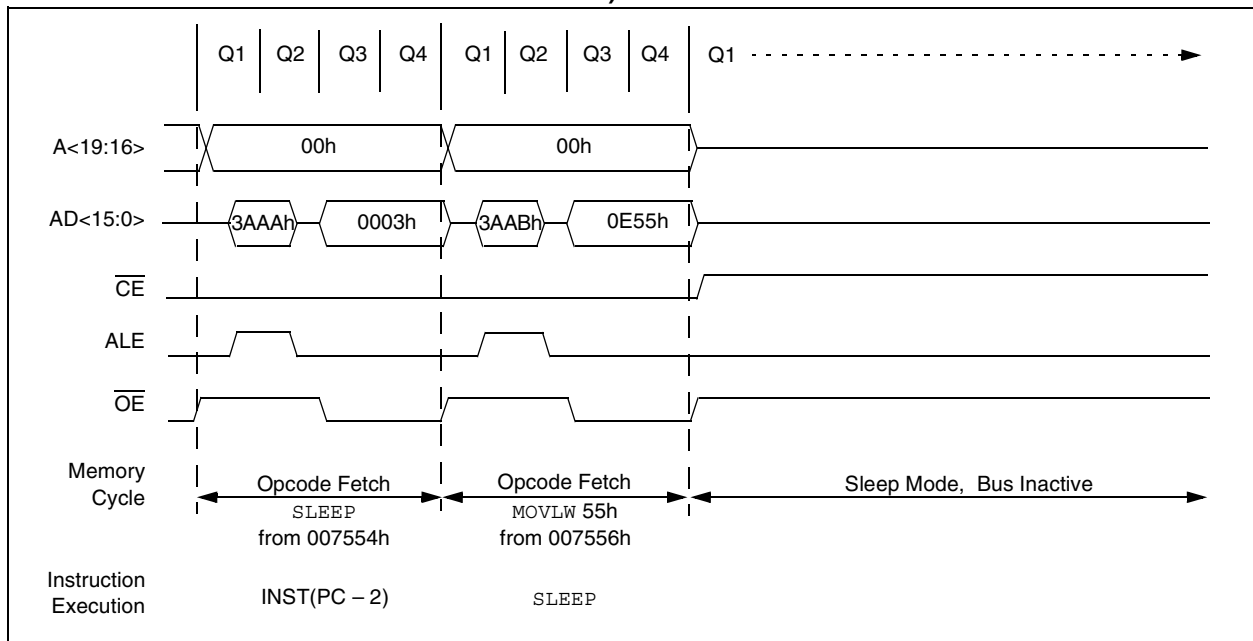 Q1 Q2 Q3 Q4 Q1 Q2 Q3 Q4 Q1
A<19:16> 00h 00h
AD<15:0> 3AAAh 0003h 3AABh 0E55h
CE
ALE
OE
Memory
Cycle
Opcode Fetch
SLEEP
from 007554h
Opcode Fetch
MOVLW 55h
from 007556h
Sleep Mode, Bus Inactive
Instruction
Execution
INST(PC – 2)
SLEEP